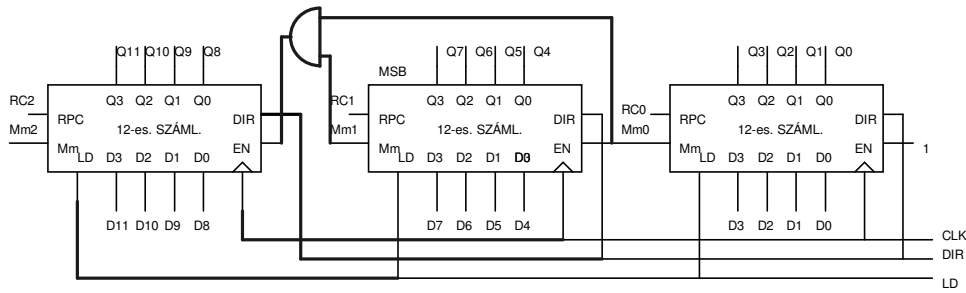 Q11 Q10 Q9 Q8 Q7 Q6 Q5 Q4 Q3 Q2 Q1 Q0
MSB
RC2 Q3 Q2 Q1 Q0 RC1 Q3 Q2 Q1 Q0 RC0 Q3 Q2 Q1 Q0
RPC DIR RPC DIR RPC DIR
Mm2 12-es. SZÁML. Mm1 12-es. SZÁML. Mm0 12-es. SZÁML.
Mm EN Mm EN Mm EN 1
LD D3 D2 D1 D0 LD D3 D2 D1 D0 LD D3 D2 D1 D0
D11 D10 D9 D8 D7 D6 D5 D4 D3 D2 D1 D0
CLK
DIR
LD